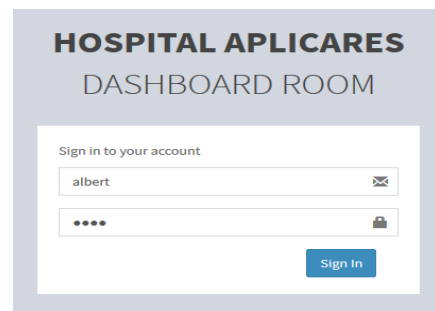 HOSPITAL APLICARES
DASHBOARD ROOM
Sign in to your account
albert
••••
Sign In